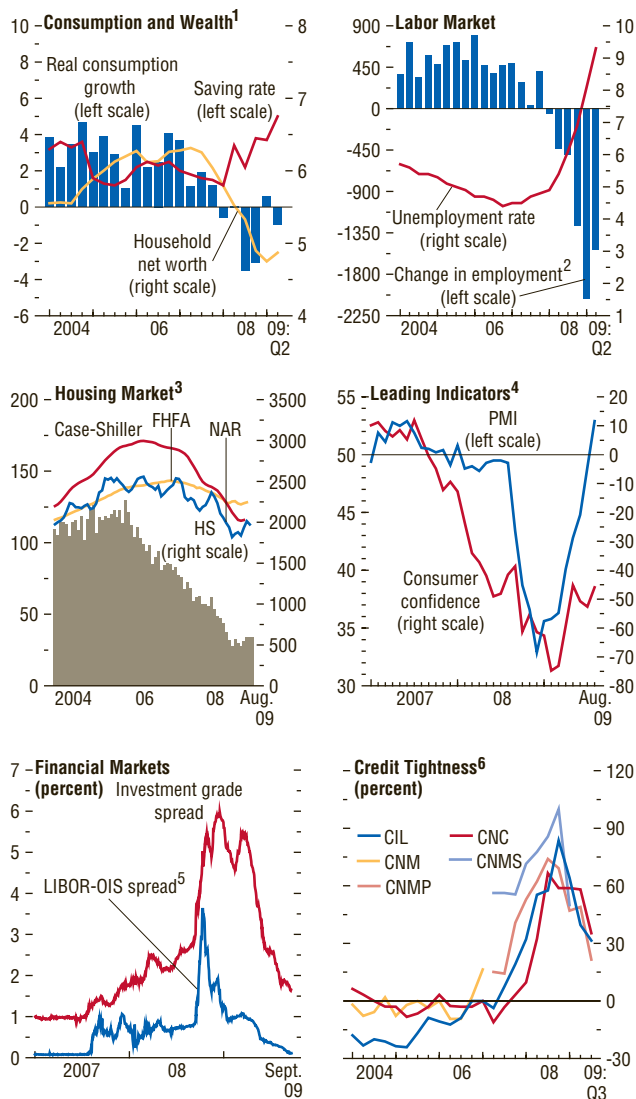 Consumption and Wealth1
10
8
6
4
2
0
-2
-4
-6
8
7
6
5
4
Real consumption
growth
(left scale)
Saving rate
(left scale)
Household
net worth
(right scale)
2004
06
08
09:
Q2
Labor Market
900
450
0
-450
-900
-1350
-1800
-2250
10
9
8
7
6
5
4
3
2
1
Unemployment rate
(right scale)
Change in employment2
(left scale)
2004
06
08
09:
Q2
Housing Market3
200
150
100
50
0
3500
3000
2500
2000
1500
1000
500
0
Case-Shiller
FHFA
NAR
HS
(right scale)
2004
06
08
Aug.
09
Leading Indicators4
55
50
45
40
35
30
20
10
0
-10
-20
-30
-40
-50
-60
-70
-80
PMI
(left scale)
Consumer
confidence
(right scale)
2007
08
Aug.
09
Financial Markets
(percent)
7
6
5
4
3
2
1
0
Investment grade
spread
LIBOR-OIS spread5
2007
08
Sept.
09
Credit Tightness6
(percent)
120
90
60
30
0
-30
CIL
CNC
CNM
CNMS
CNMP
2004
06
08
09:
Q3